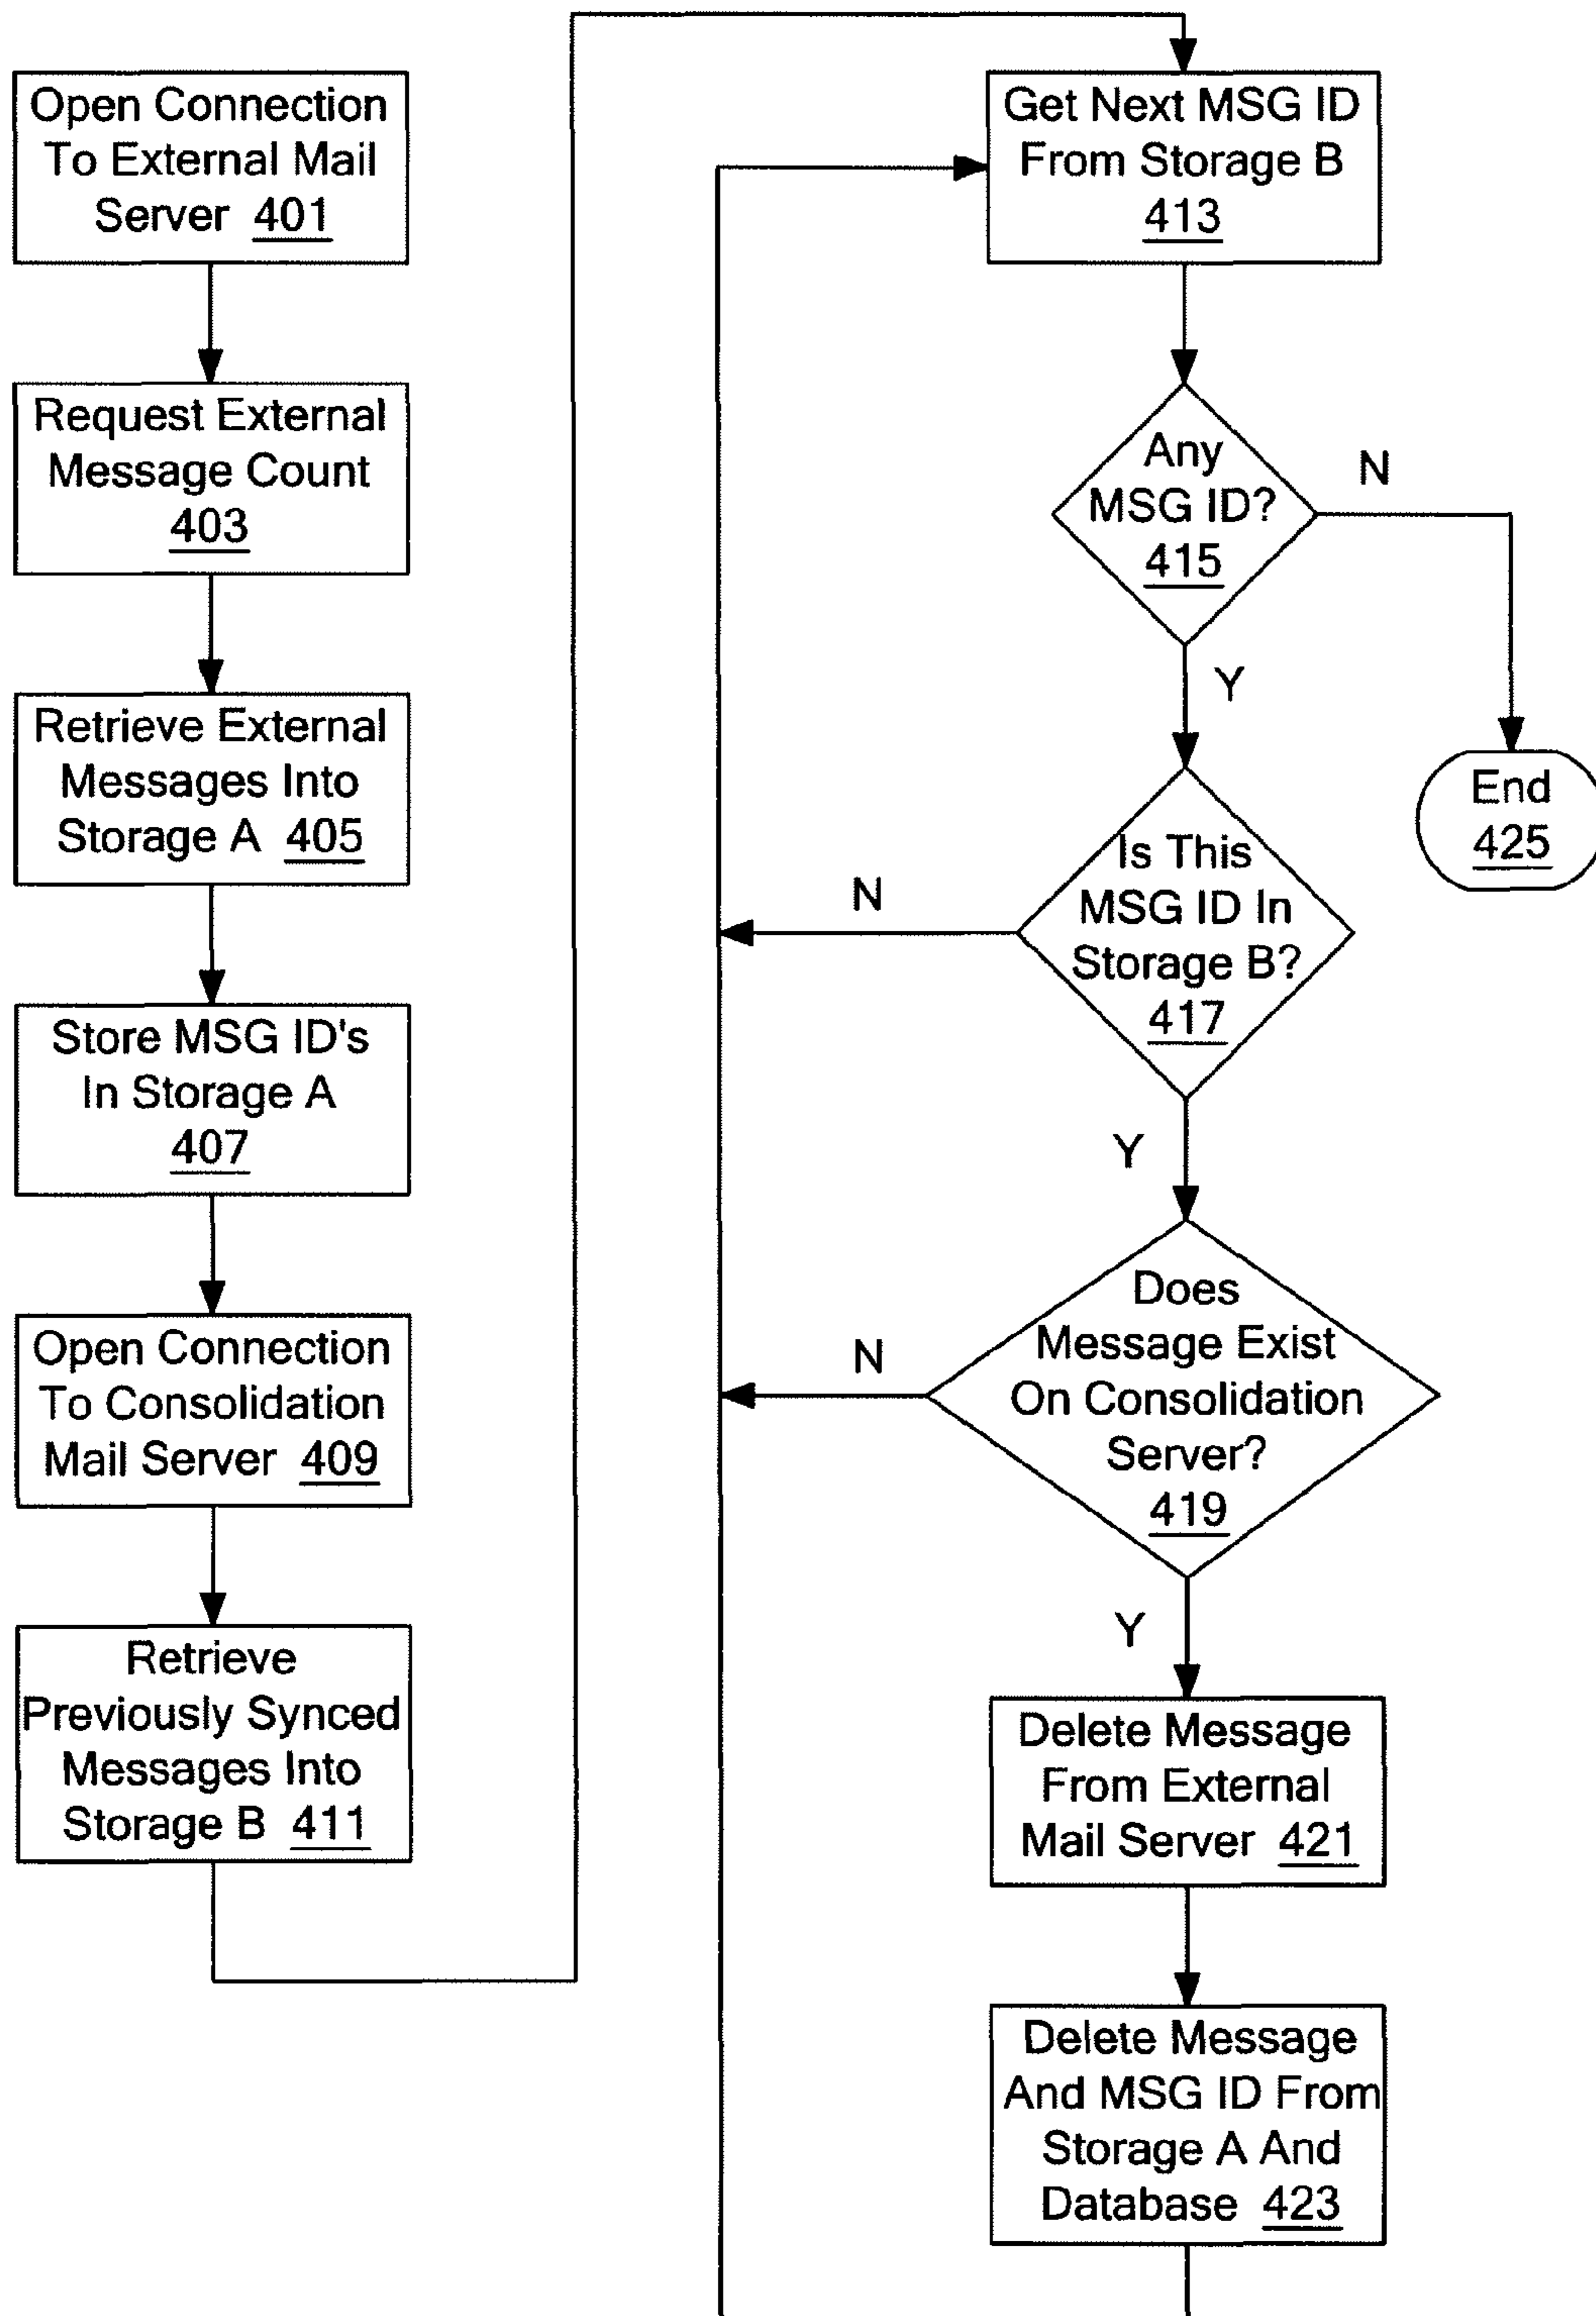 Open Connection
To External Mail
Server 401
Request External
Message Count
403
Retrieve External
Messages Into
Storage A 405
Store MSG ID's
In Storage A
407
Open Connection
To Consolidation
Mail Server 409
Retrieve
Previously Synced
Messages Into
Storage B 411
Get Next MSG ID
From Storage B
413
Any
MSG ID?
415
N
Y
End
425
Is This
MSG ID In
Storage B?
417
N
Y
Does
Message Exist
On Consolidation
Server?
419
N
Y
Delete Message
From External
Mail Server 421
Delete Message
And MSG ID From
Storage A And
Database 423